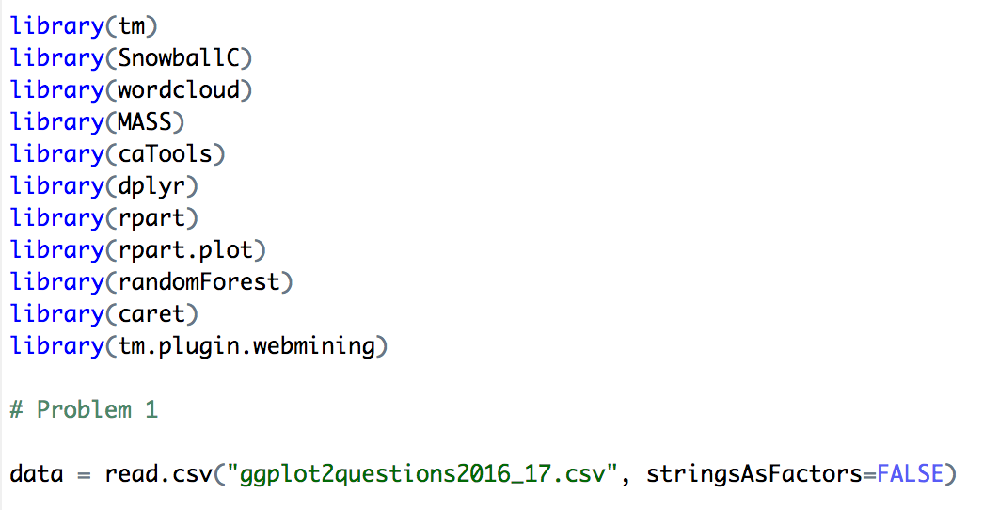 library(tm)
library(SnowballC)
library(wordcloud)
library(MASS)
library(caTools)
library(dplyr)
library(rpart)
library(rpart.plot)
library(randomForest)
library(caret)
library(tm.plugin.webmining)
# Problem 1
data = read.csv("ggplot2questions2016_17.csv", stringsAsFactors=FALSE)